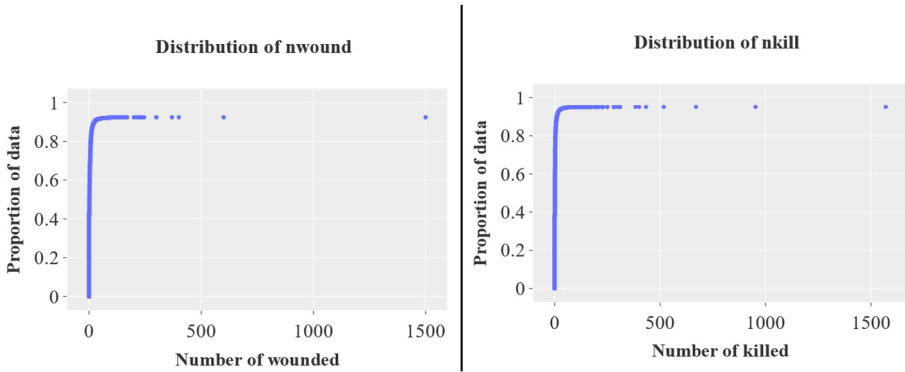 Distribution of nwound
Proportion of data
1
0.8
0.6
0.4
0.2
0
0 500 1000 1500
Number of wounded
Distribution of nkill
Proportion of data
1
0.8
0.6
0.4
0.2
0
0 500 1000 1500
Number of killed